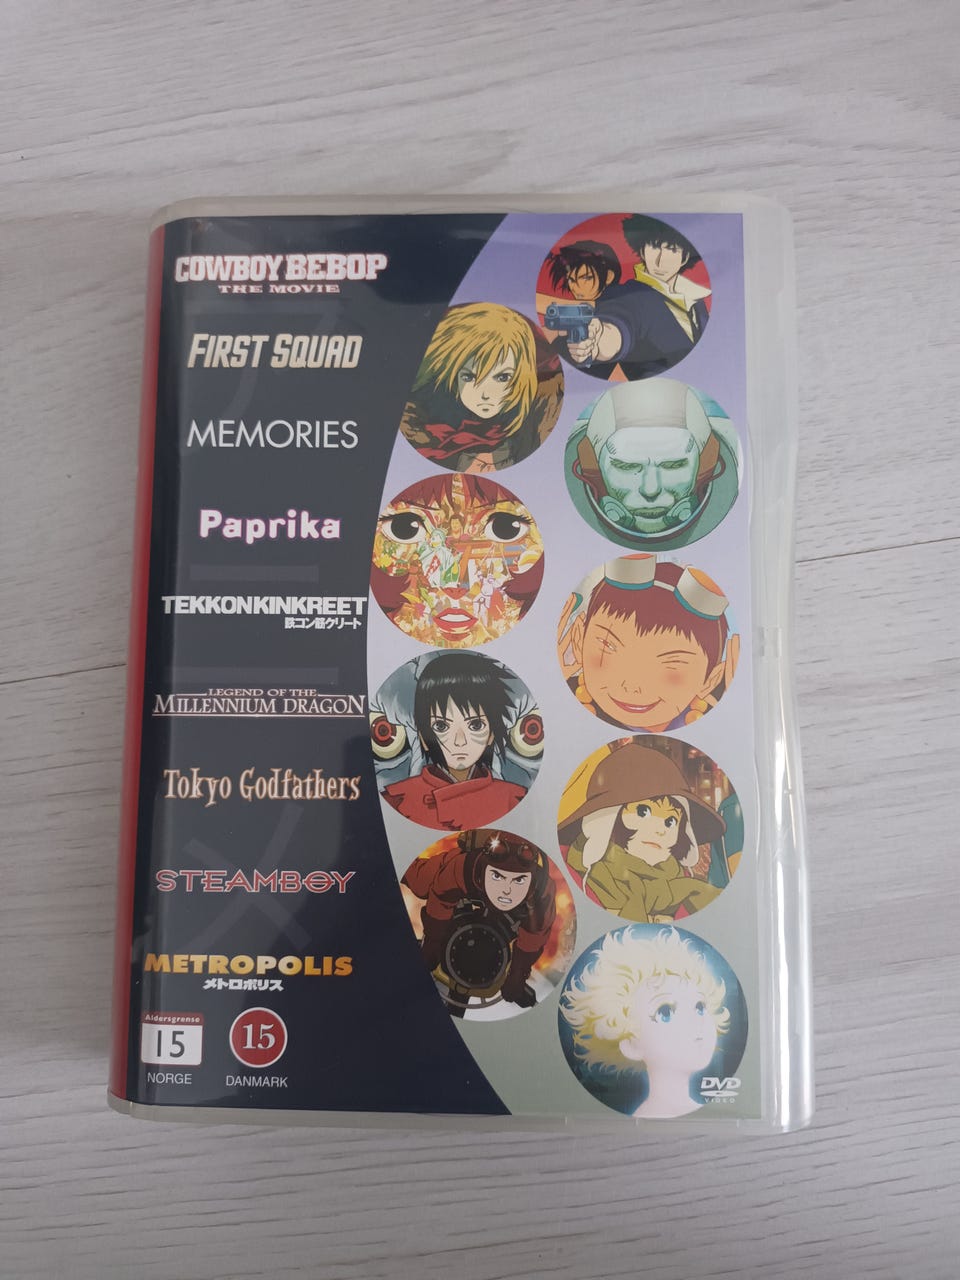 COWBOY BEBOP
THE MOVIE
FIRST SQUAD
MEMORIES
Paprika
TEKKONKINKREET
鉄コン筋クリート
LEGEND OF THE
MILLENNIUM DRAGON
Tokyo Godfathers
STEAMBOY
METROPOLIS
メトロポリス
Aldersgrense
15
NORGE
15
DANMARK
DVD
VIDEO